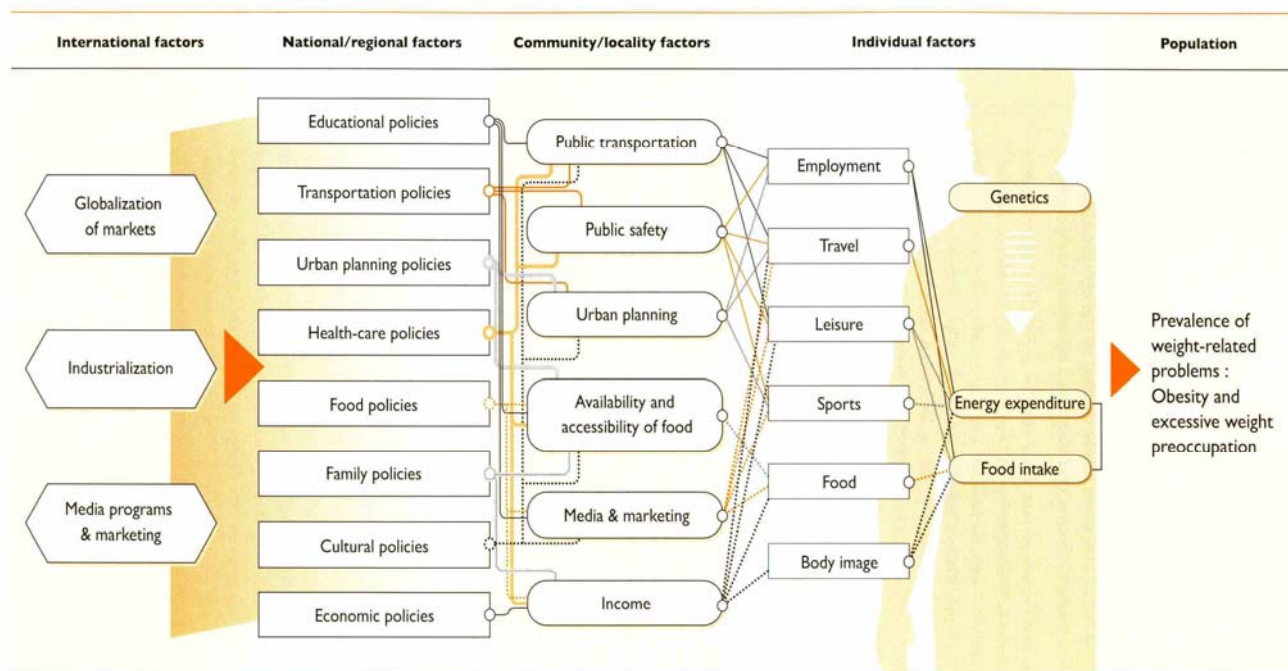 International factors
National/regional factors
Community/locality factors
Individual factors
Population
Globalization
of markets
Industrialization
Media programs
& marketing
Educational policies
Transportation policies
Urban planning policies
Health-care policies
Food policies
Family policies
Cultural policies
Economic policies
Public transportation
Public safety
Urban planning
Availability and
accessibility of food
Media & marketing
Income
Employment
Travel
Leisure
Sports
Food
Body image
Genetics
Energy expenditure
Food intake
Prevalence of
weight-related
problems :
Obesity and
excessive weight
preoccupation